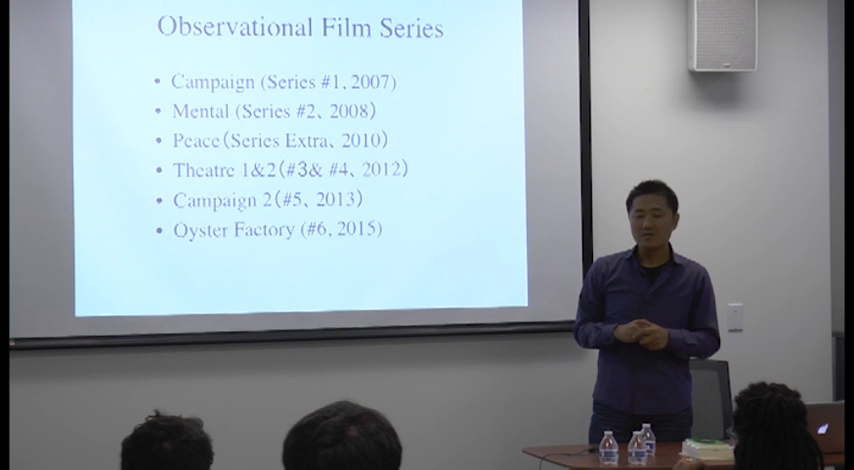 Observational Film Series
• Campaign (Series #1, 2007)
• Mental (Series #2, 2008)
• Peace(Series Extra、2010)
• Theatre 1&2(#3& #4、2012)
• Campaign 2(#5、2013)
• Oyster Factory (#6, 2015)